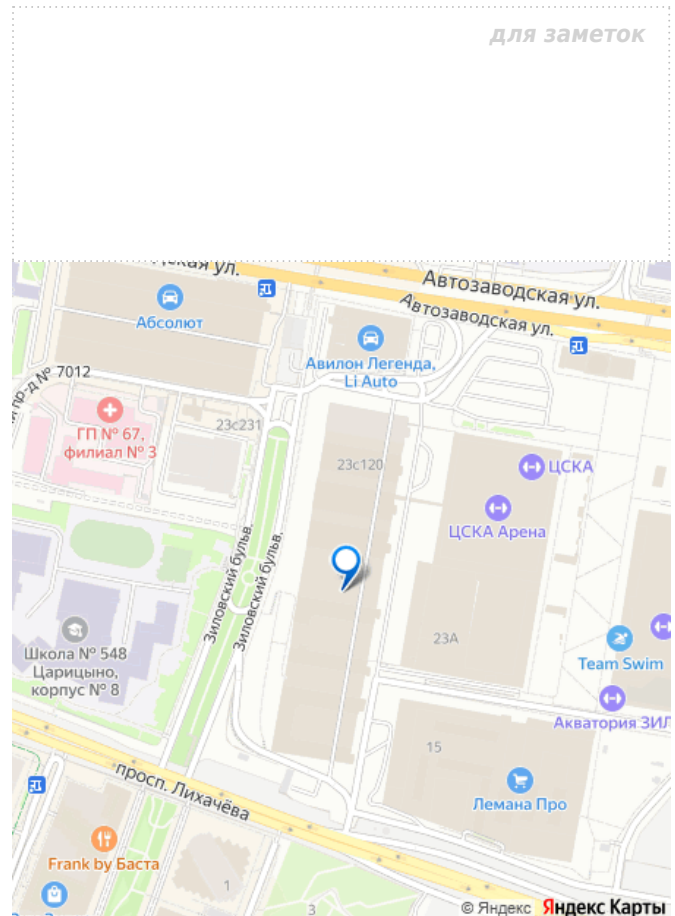 для заметок
ская ул.
Автозаводская ул.
Автозаводская ул.
Абсолют
Авилон Легенда,
Li Auto
пр-д № 7012
ГП № 67,
филиал № 3
23с231
23с120
ЦСКА
ЦСКА Арена
Зиловский бульв.
Зиловский бульв.
Школа № 548
Царицыно,
корпус № 8
23А
Team Swim
Акватория ЗИЛ
15
просп. Лихачёва
Лемана Про
Frank by Баста
1
3
© Яндекс Яндекс Карты